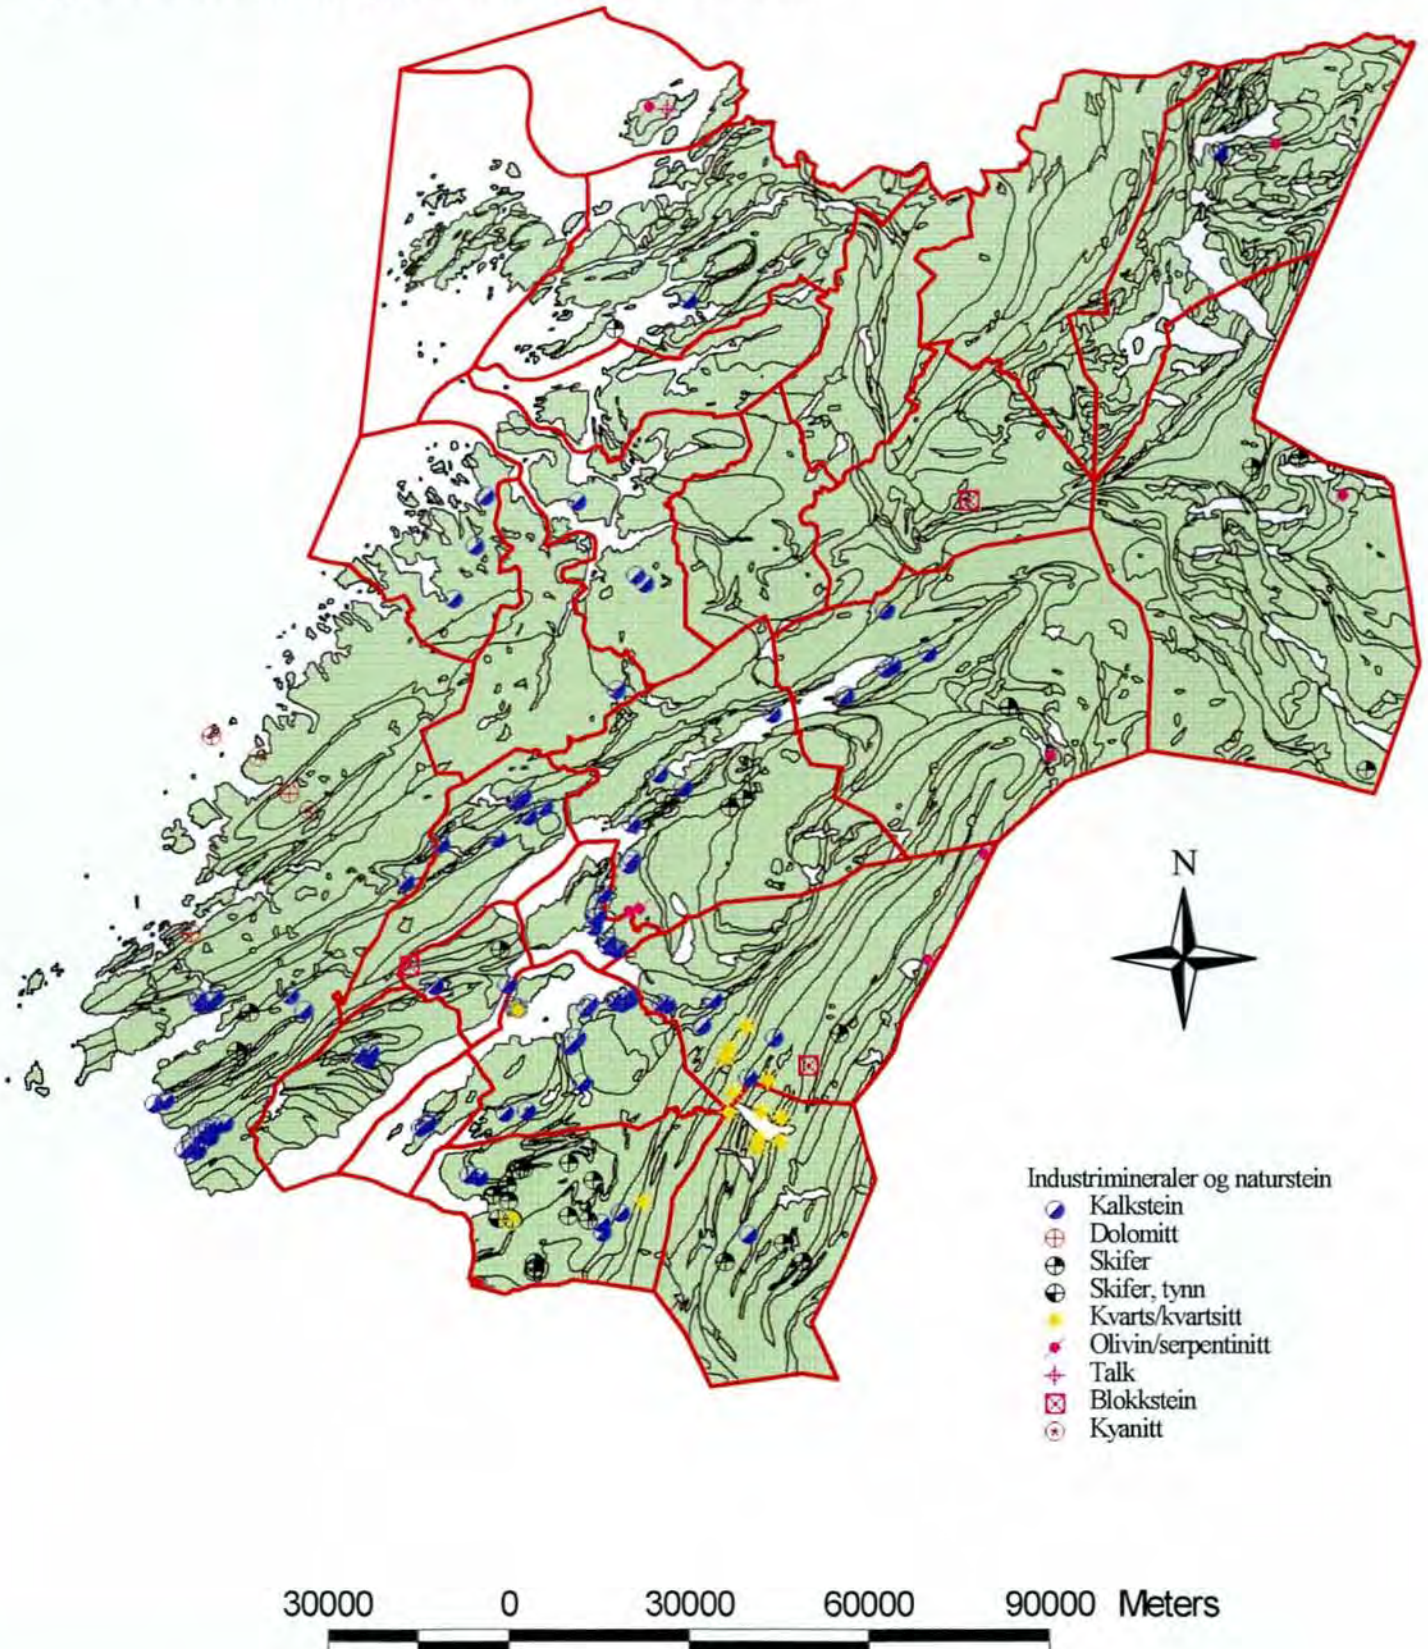 N
Industrimineraler og naturstein
Kalkstein
Dolomitt
Skifer
Skifer, tynn
Kvarts/kvartsitt
Olivin/serpentinitt
Talk
Blokkstein
Kyanitt
30000 0 30000 60000 90000 Meters